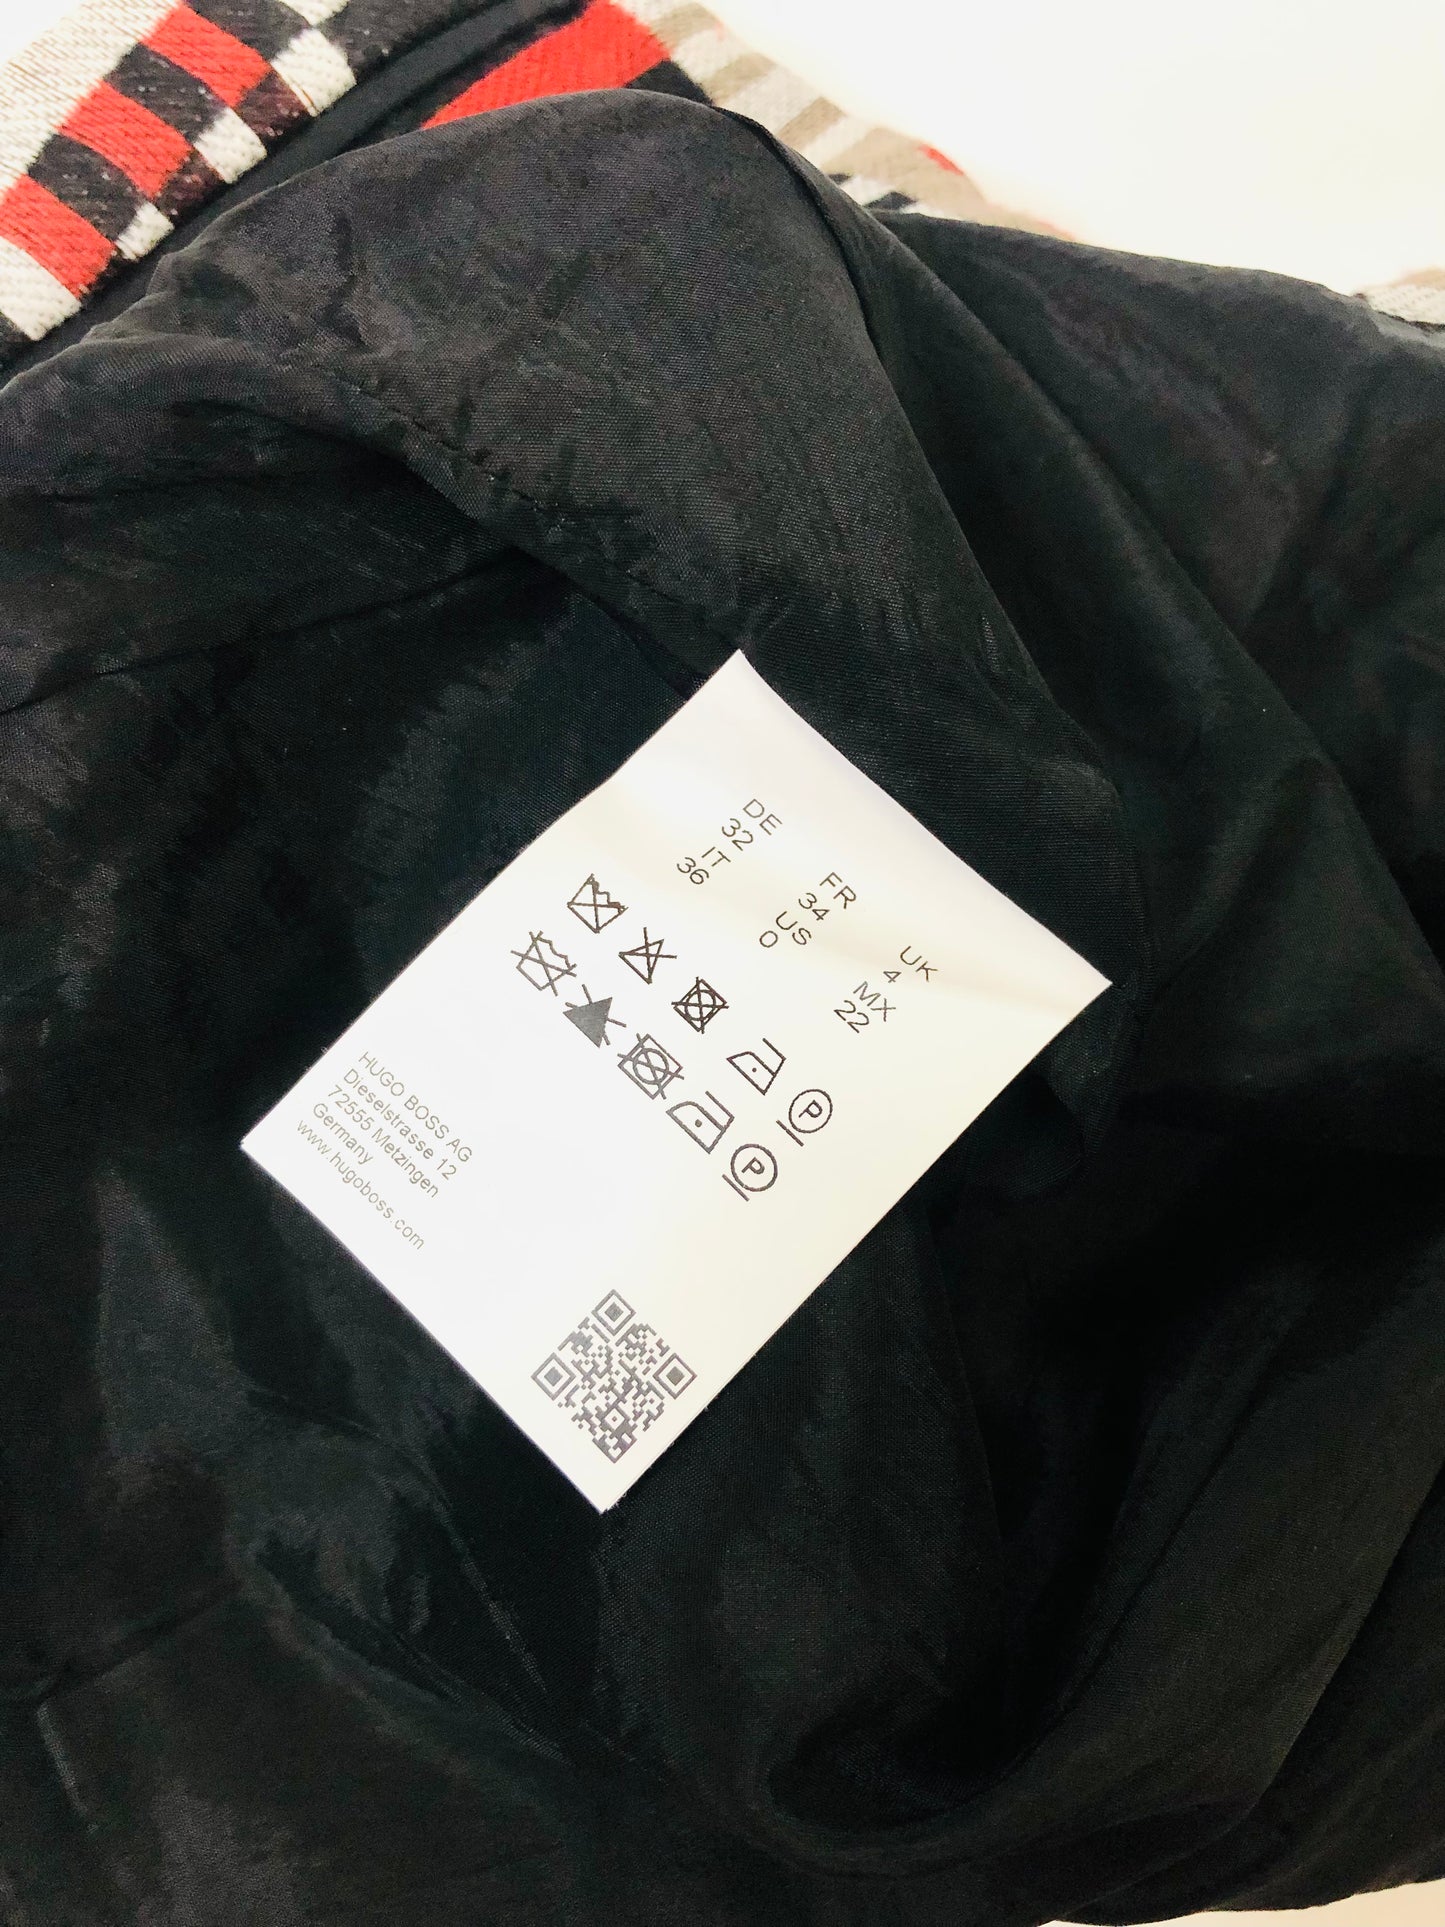 DE FR UK
32 34 4
IT US MX
36 0 22
P
P
HUGO BOSS AG
Dieselstrasse 12
72555 Metzingen
Germany
www.hugoboss.com